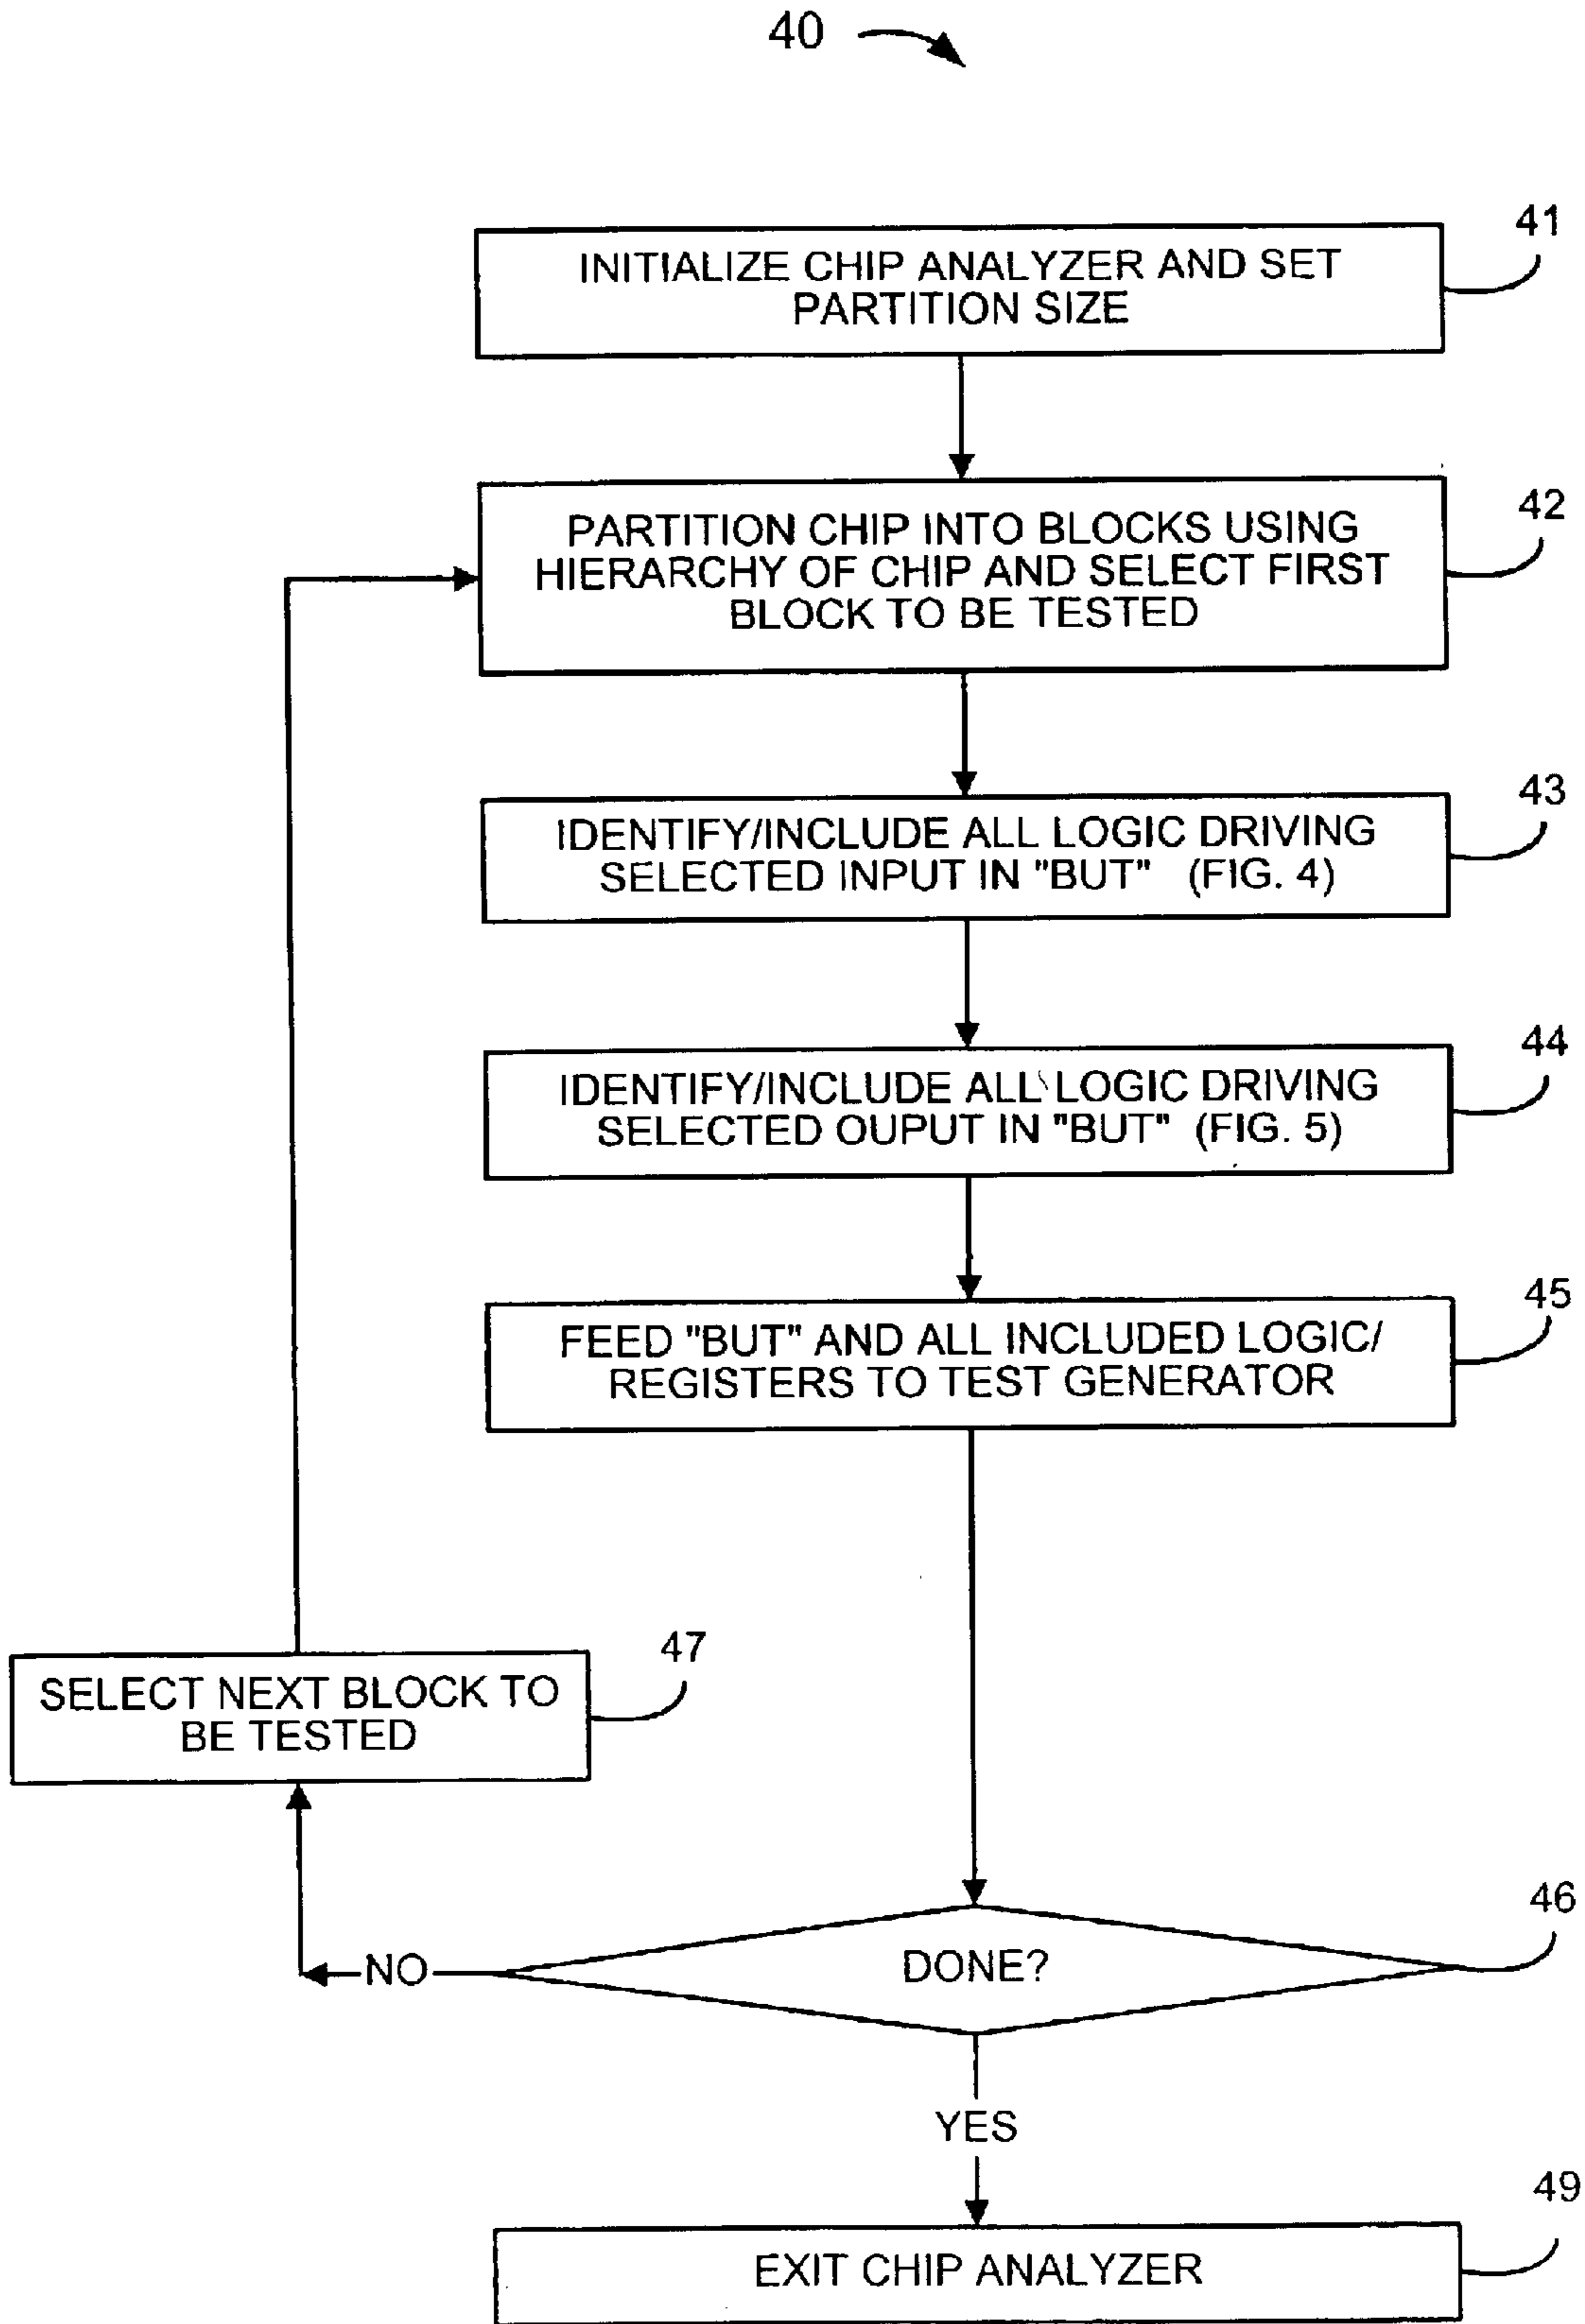 40
41
INITIALIZE CHIP ANALYZER AND SET
PARTITION SIZE
42
PARTITION CHIP INTO BLOCKS USING
HIERARCHY OF CHIP AND SELECT FIRST
BLOCK TO BE TESTED
43
IDENTIFY/INCLUDE ALL LOGIC DRIVING
SELECTED INPUT IN "BUT" (FIG. 4)
44
IDENTIFY/INCLUDE ALL LOGIC DRIVING
SELECTED OUPUT IN "BUT" (FIG. 5)
45
FEED "BUT" AND ALL INCLUDED LOGIC/
REGISTERS TO TEST GENERATOR
47
SELECT NEXT BLOCK TO
BE TESTED
46
NO
DONE?
YES
49
EXIT CHIP ANALYZER